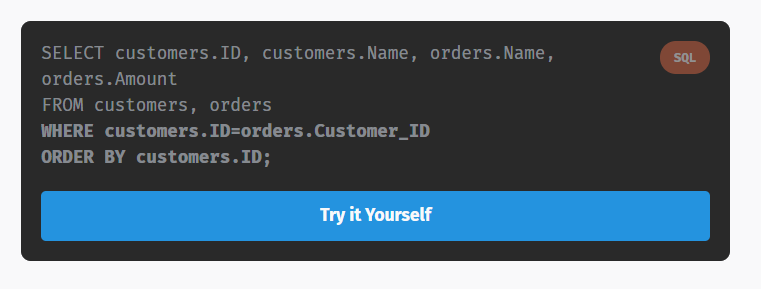 SELECT customers.ID, customers.Name, orders.Name,
orders.Amount
FROM customers, orders
WHERE customers.ID=orders.Customer_ID
ORDER BY customers.ID;
SQL
Try it Yourself